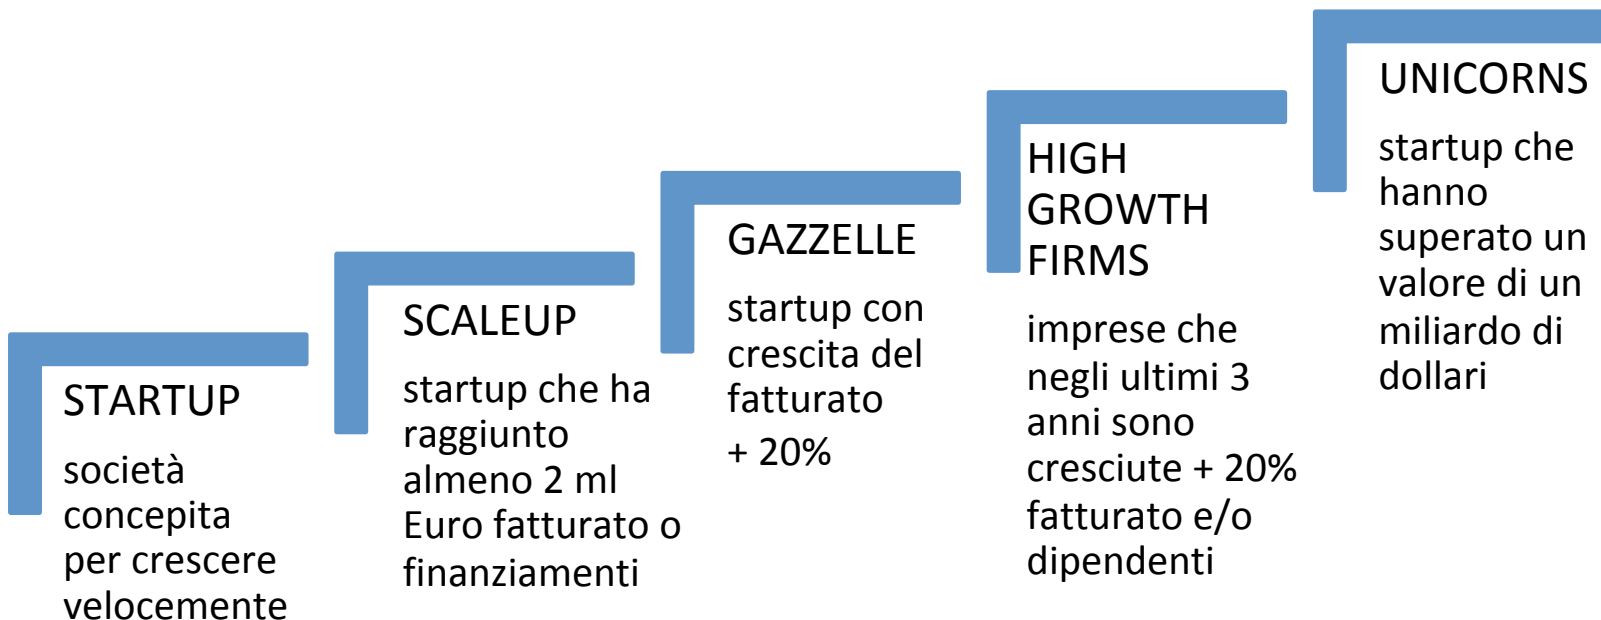 STARTUP
società
concepita
per crescere
velocemente
SCALEUP
startup che ha
raggiunto
almeno 2 ml
Euro fatturato o
finanziamenti
GAZZELLE
startup con
crescita del
fatturato
+ 20%
HIGH
GROWTH
FIRMS
imprese che
negli ultimi 3
anni sono
cresciute + 20%
fatturato e/o
dipendenti
UNICORNS
startup che
hanno
superato un
valore di un
miliardo di
dollari